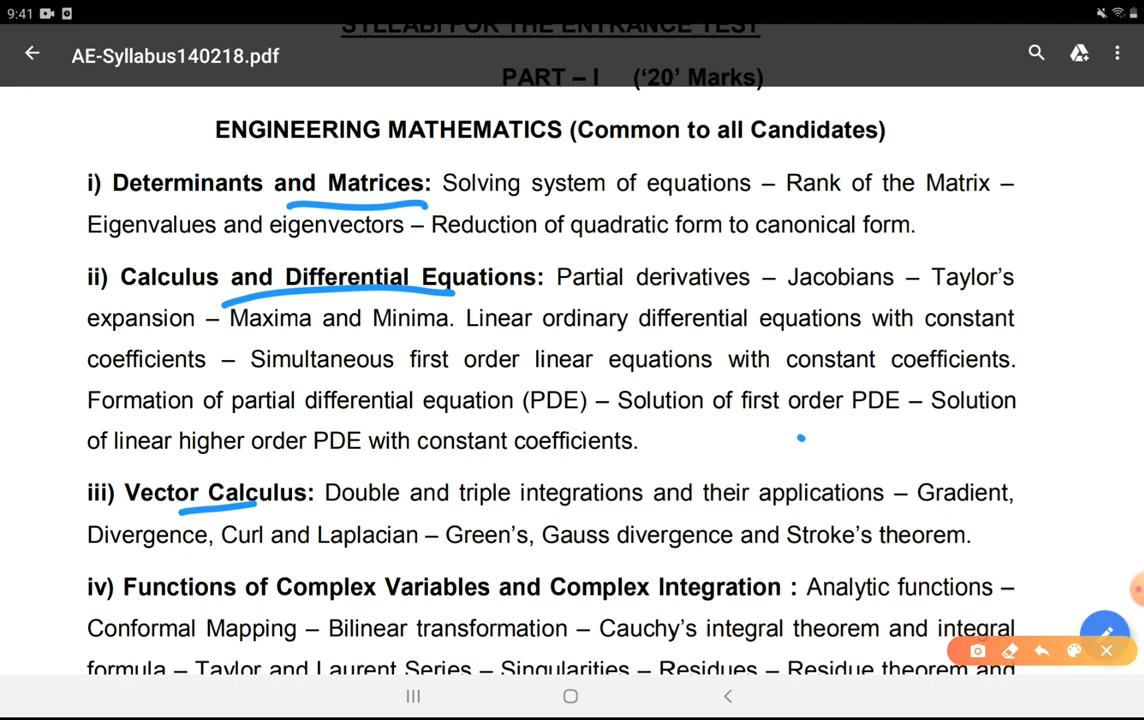 9:41
SYLLABI FOR THE ENTRANCE TEST
AE-Syllabus140218.pdf
PART – I ('20' Marks)
ENGINEERING MATHEMATICS (Common to all Candidates)
i) Determinants and Matrices: Solving system of equations – Rank of the Matrix –
Eigenvalues and eigenvectors – Reduction of quadratic form to canonical form.
ii) Calculus and Differential Equations: Partial derivatives – Jacobians – Taylor's
expansion – Maxima and Minima. Linear ordinary differential equations with constant
coefficients – Simultaneous first order linear equations with constant coefficients.
Formation of partial differential equation (PDE) – Solution of first order PDE – Solution
of linear higher order PDE with constant coefficients.
iii) Vector Calculus: Double and triple integrations and their applications – Gradient,
Divergence, Curl and Laplacian – Green's, Gauss divergence and Stroke's theorem.
iv) Functions of Complex Variables and Complex Integration : Analytic functions –
Conformal Mapping – Bilinear transformation – Cauchy's integral theorem and integral
formula – Taylor and Laurent Series – Singularities – Residues – Residue theorem and